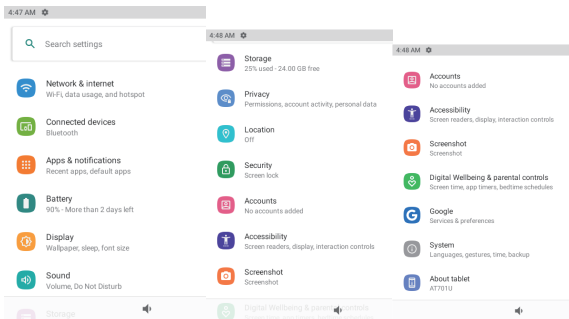 4:47 AM
Search settings
Network & internet
Wi-Fi, data usage, and hotspot
Connected devices
Bluetooth
Apps & notifications
Recent apps, default apps
Battery
90% - More than 2 days left
Display
Wallpaper, sleep, font size
Sound
Volume, Do Not Disturb
Storage
4:48 AM
Storage
25% used - 24.00 GB free
Privacy
Permissions, account activity, personal data
Location
Off
Security
Screen lock
Accounts
No accounts added
Accessibility
Screen readers, display, interaction controls
Screenshot
Screenshot
Digital Wellbeing & parental controls
4:48 AM
Accounts
No accounts added
Accessibility
Screen readers, display, interaction controls
Screenshot
Screenshot
Digital Wellbeing & parental controls
Screen time, app timers, bedtime schedules
Google
Services & preferences
System
Languages, gestures, time, backup
About tablet
AT701U